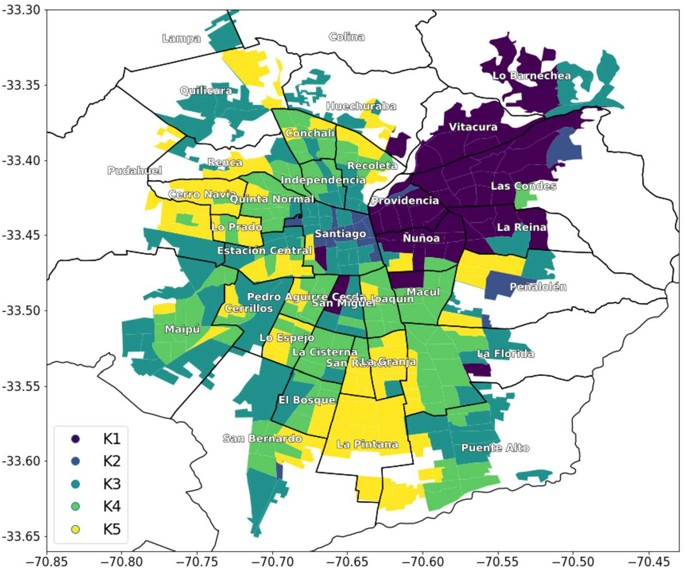 -33.30
Lampa
Colina
-33.35
Quilicura
Lo Barnechea
Huechuraba
Vitacura
Conchalí
-33.40
Pudahuel
Renca
Recoleta
Independencia
Las Condes
Cerro Navia
Quinta Normal
Providencia
Lo Prado
La Reina
-33.45
Santiago
Ñuñoa
Estación Central
Peñalolén
Macul
Pedro Aguirre Cerda
San Joaquin
San Miguel
-33.50
Cerrillos
Maipú
Lo Espejo
La Cisterna
La Florida
La Granja
-33.55
El Bosque
San Bernardo
La Pintana
Puente Alto
-33.60
K1
K2
K3
K4
K5
-33.65
-70.85 -70.80 -70.75 -70.70 -70.65 -70.60 -70.55 -70.50 -70.45